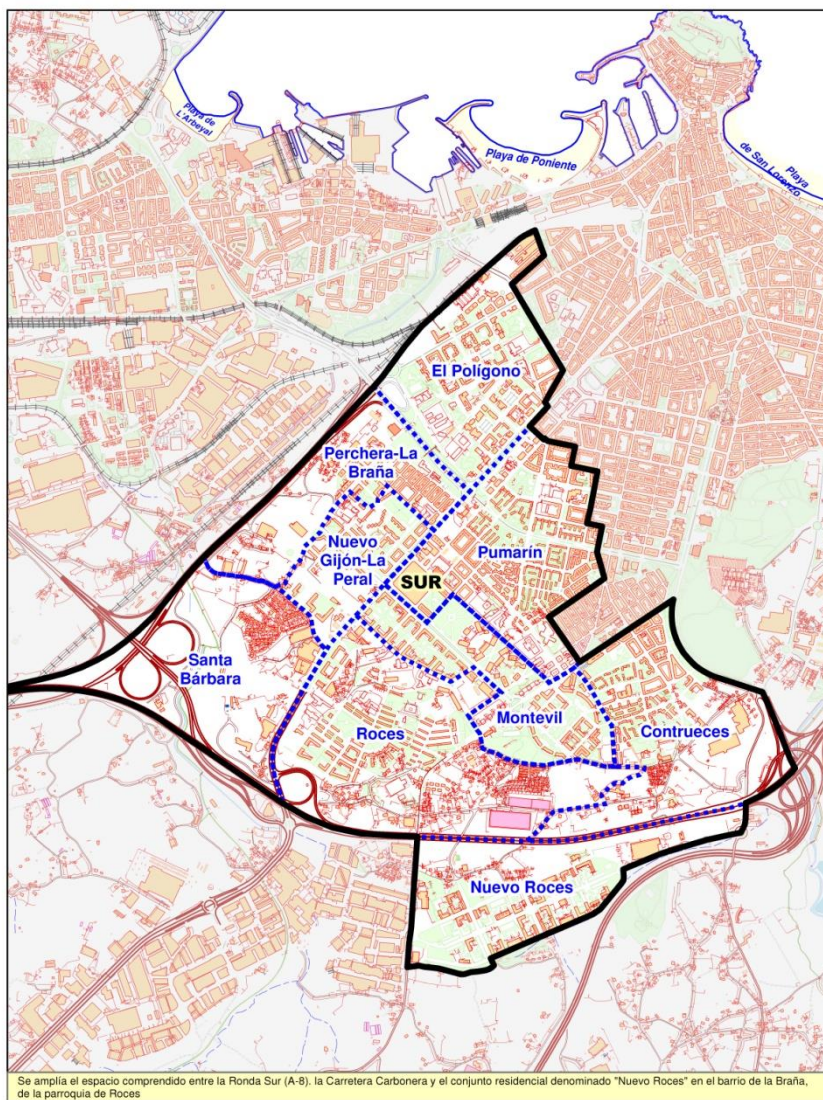 Playa de
L'Arbeyal
Playa de Poniente
Playa
de San Lorenzo
El Polígono
Perchera-La
Braña
Nuevo
Gijón-La
Peral
Pumarín
SUR
Santa
Bárbara
Roces
Montevil
Contrueces
Nuevo Roces
Se amplía el espacio comprendido entre la Ronda Sur (A-8). la Carretera Carbonera y el conjunto residencial denominado "Nuevo Roces" en el barrio de la Braña,
de la parroquia de Roces